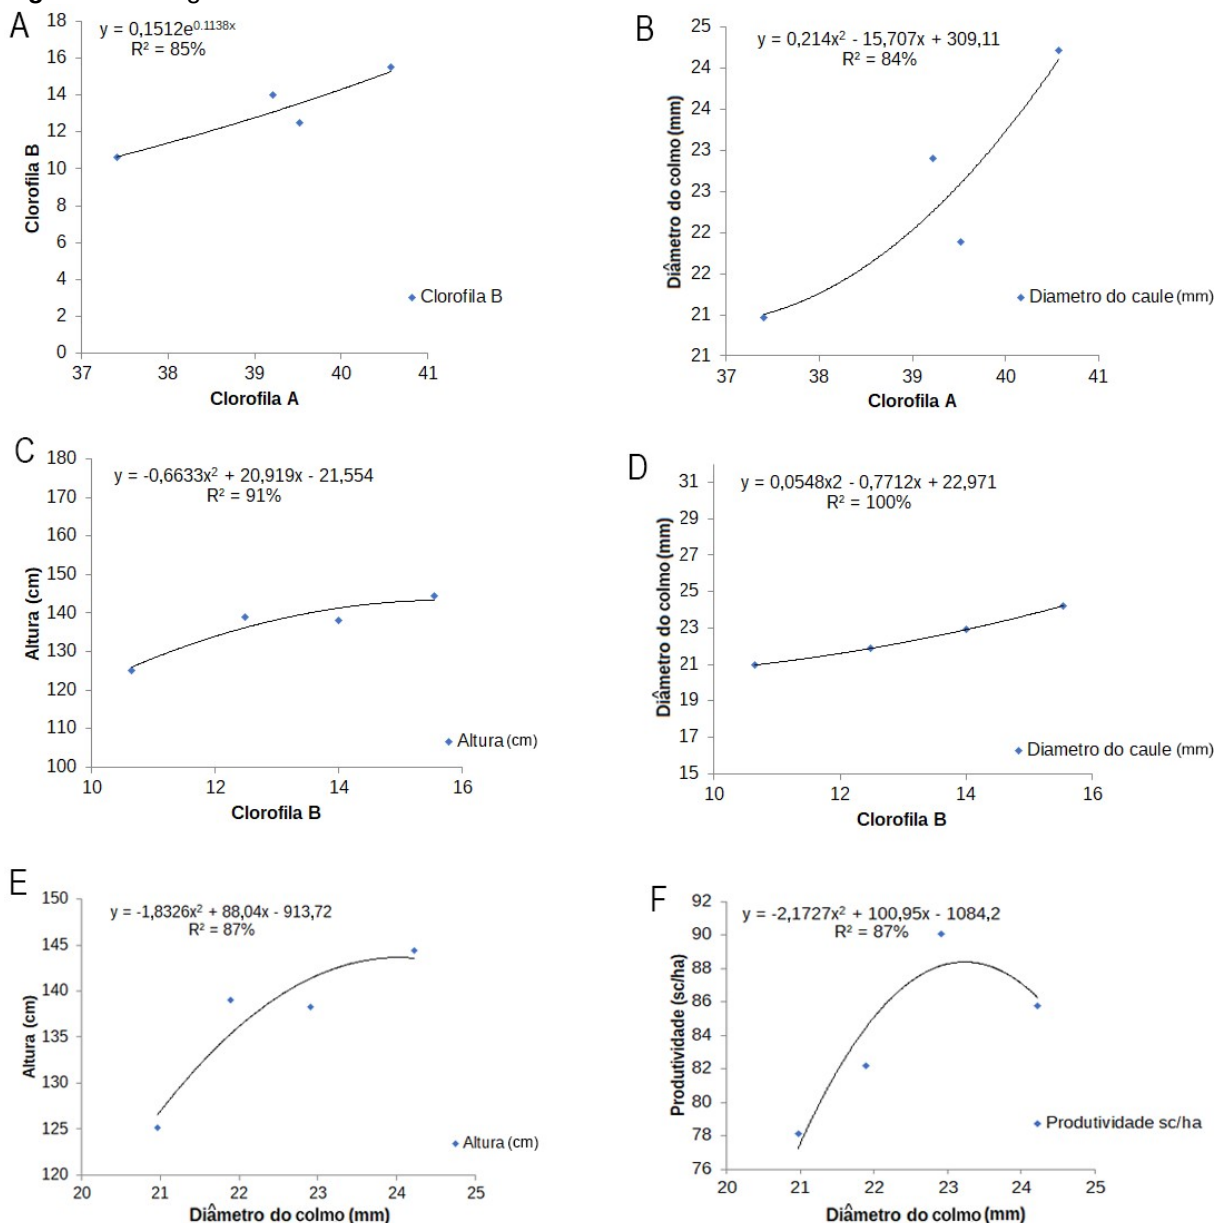 A
y = 0,1512e0.1138x
R² = 85%
18
16
14
12
10
8
6
4
2
0
Clorofila B
Clorofila B
37 38 39 40 41
Clorofila A
B
y = 0,214x² - 15,707x + 309,11
R² = 84%
25
24
24
23
23
22
22
21
21
Diâmetro do colmo (mm)
Diametro do caule (mm)
37 38 39 40 41
Clorofila A
C
y = -0,6633x² + 20,919x - 21,554
R² = 91%
180
170
160
150
140
130
120
110
100
Altura (cm)
Altura (cm)
10 12 14 16
Clorofila B
D
y = 0,0548x2 - 0,7712x + 22,971
R² = 100%
31
29
27
25
23
21
19
17
15
Diâmetro do colmo (mm)
Diametro do caule (mm)
10 12 14 16
Clorofila B
E
y = -1,8326x² + 88,04x - 913,72
R² = 87%
150
145
140
135
130
125
120
Altura (cm)
Altura (cm)
20 21 22 23 24 25
Diâmetro do colmo (mm)
F
y = -2,1727x² + 100,95x - 1084,2
R² = 87%
92
90
88
86
84
82
80
78
76
Produtividade (sc/ha)
Produtividade sc/ha
20 21 22 23 24 25
Diâmetro do colmo (mm)